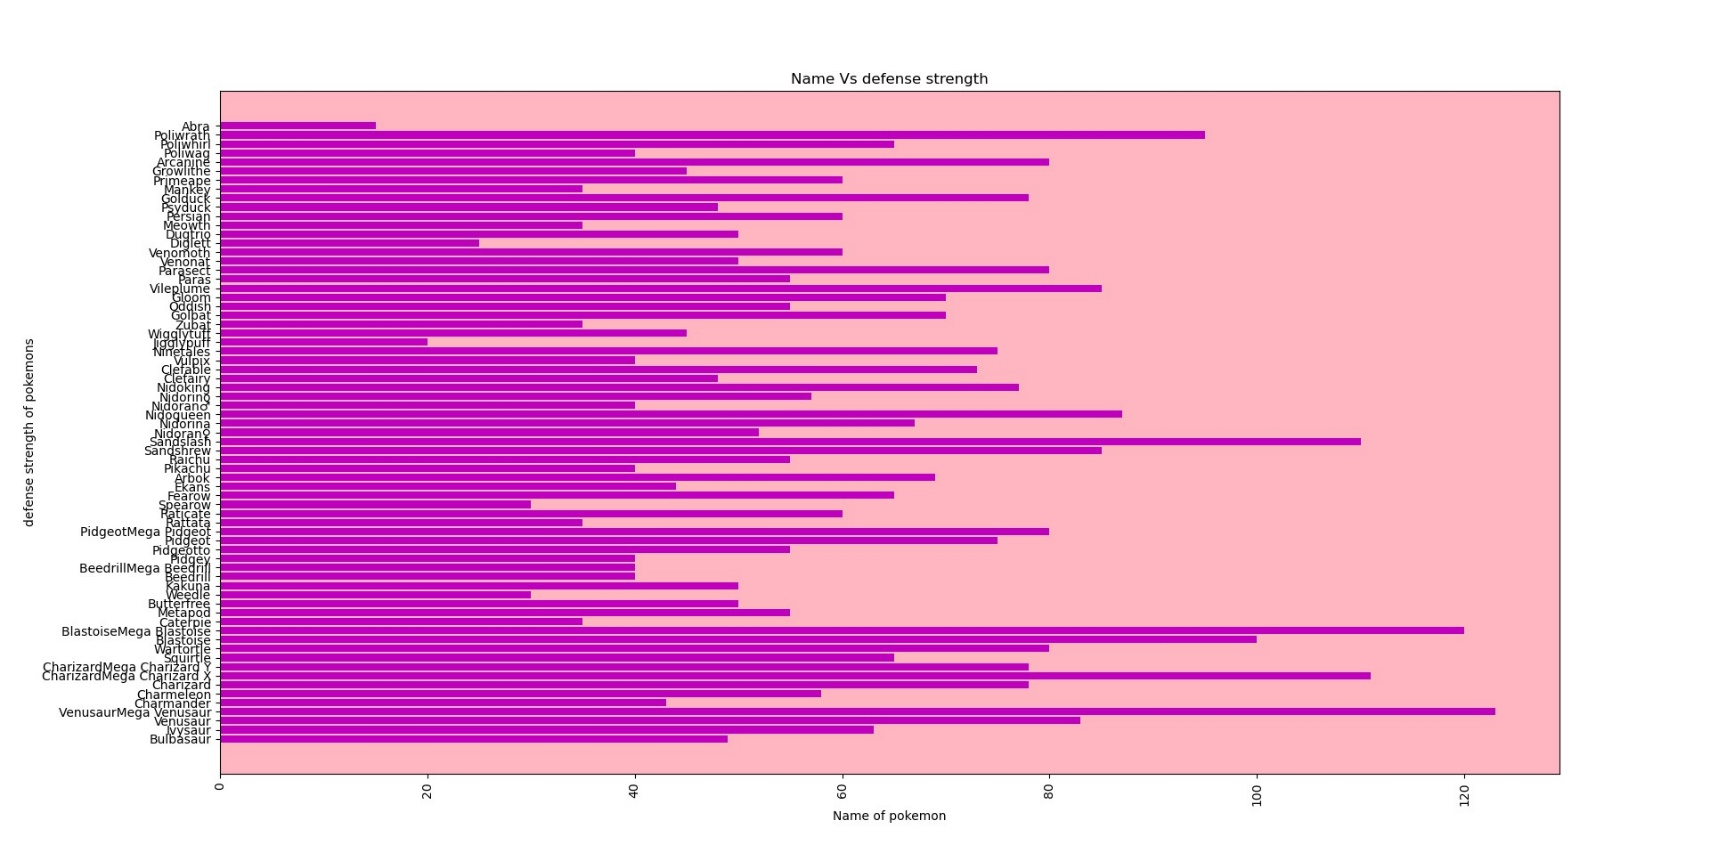 Name Vs defense strength
Abra
Poliwrath
Poliwhirl
Poliwag
Arcanine
Growlithe
Primeape
Mankey
Golduck
Psyduck
Persian
Meowth
Dugtrio
Diglett
Venomoth
Venonat
Parasect
Paras
Vileplume
Gloom
Oddish
Golbat
Zubat
Wigglytuff
Jigglypuff
Ninetales
Vulpix
Clefable
Clefairy
Nidoking
Nidorino
Nidoran♂
Nidoqueen
Nidorina
Nidoran♀
Sandslash
Sandshrew
Raichu
Pikachu
Arbok
Ekans
Fearow
Spearow
Raticate
Rattata
PidgeotMega Pidgeot
Pidgeot
Pidgeotto
Pidgey
BeedrillMega Beedrill
Beedrill
Kakuna
Weedle
Butterfree
Metapod
Caterpie
BlastoiseMega Blastoise
Blastoise
Wartortle
Squirtle
CharizardMega Charizard Y
CharizardMega Charizard X
Charizard
Charmeleon
Charmander
VenusaurMega Venusaur
Venusaur
Ivysaur
Bulbasaur
defense strength of pokemons
0 20 40 60 80 100 120
Name of pokemon